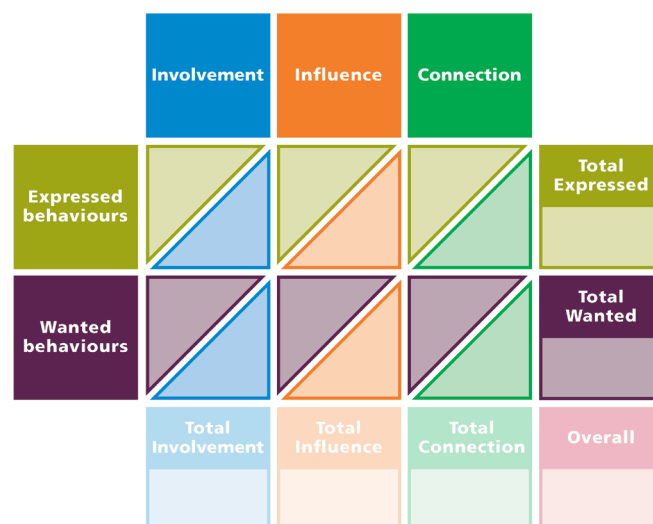 Involvement
Influence
Connection
Expressed
behaviours
Total
Expressed
Wanted
behaviours
Total
Wanted
Total
Involvement
Total
Influence
Total
Connection
Overall